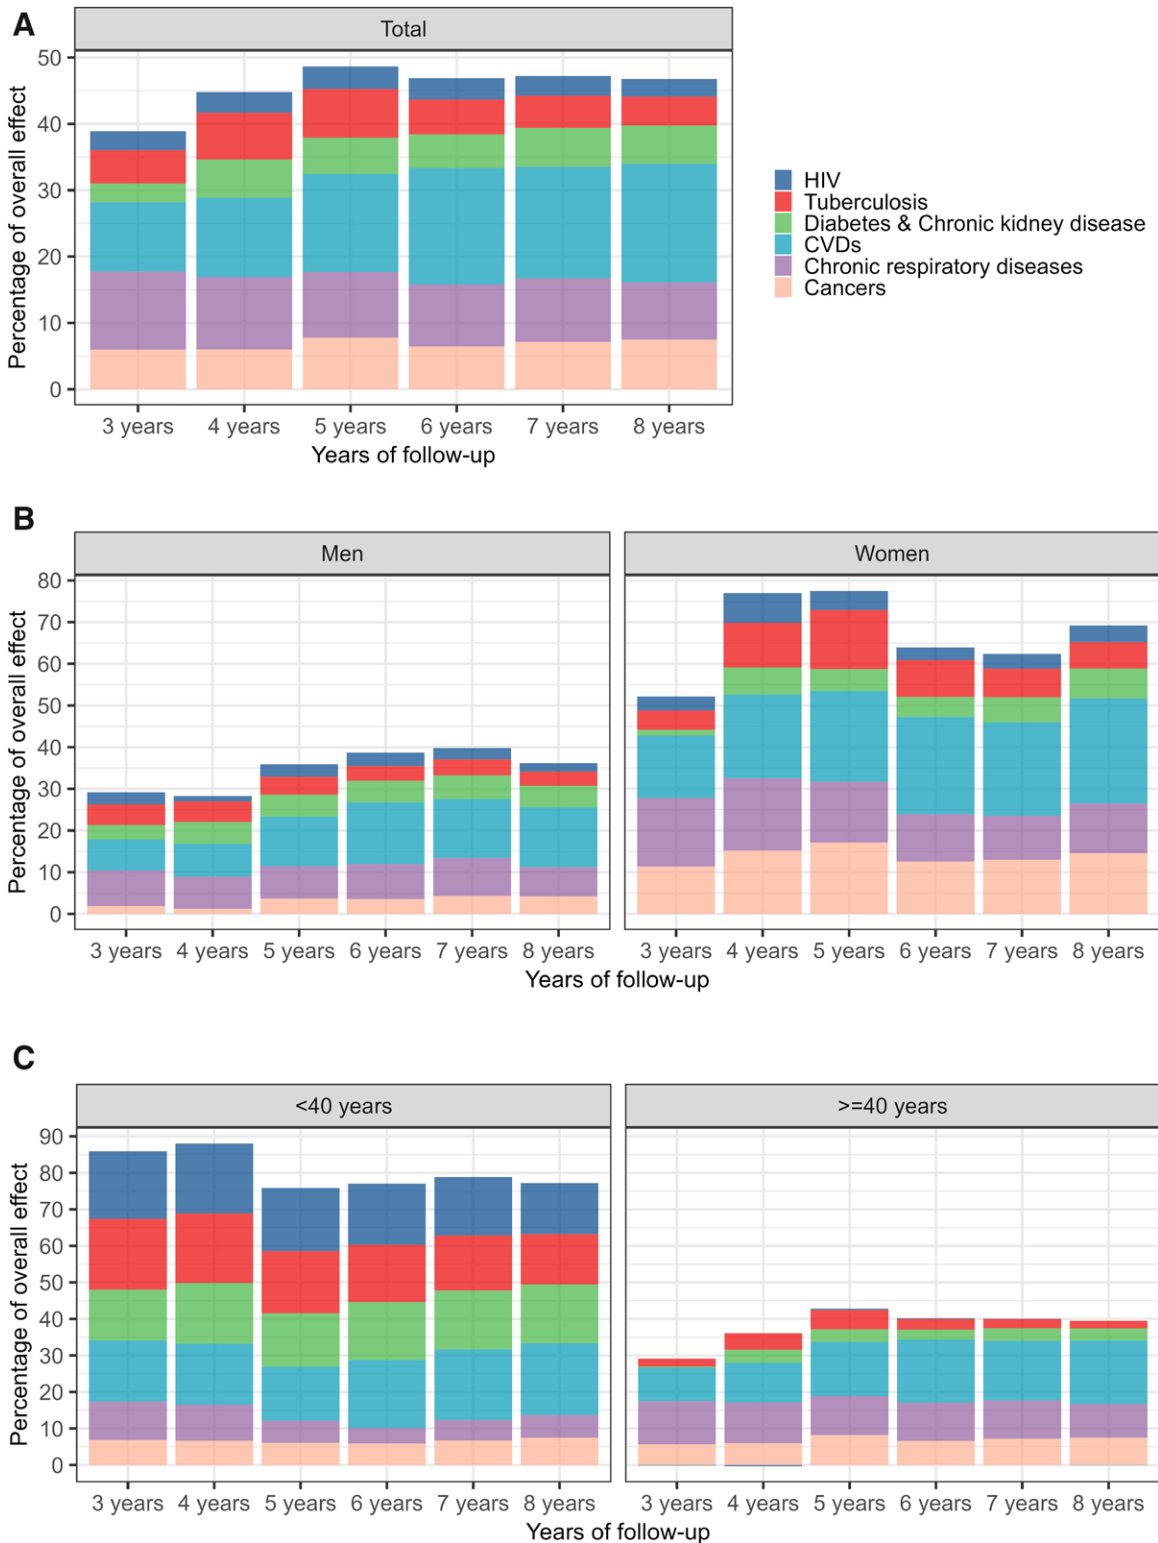 A
Total
Percentage of overall effect
50
40
30
20
10
0
3 years 4 years 5 years 6 years 7 years 8 years
Years of follow-up
HIV
Tuberculosis
Diabetes & Chronic kidney disease
CVDs
Chronic respiratory diseases
Cancers
B
Men
Women
Percentage of overall effect
80
70
60
50
40
30
20
10
0
3 years 4 years 5 years 6 years 7 years 8 years
3 years 4 years 5 years 6 years 7 years 8 years
Years of follow-up
C
<40 years
>=40 years
Percentage of overall effect
90
80
70
60
50
40
30
20
10
0
3 years 4 years 5 years 6 years 7 years 8 years
3 years 4 years 5 years 6 years 7 years 8 years
Years of follow-up